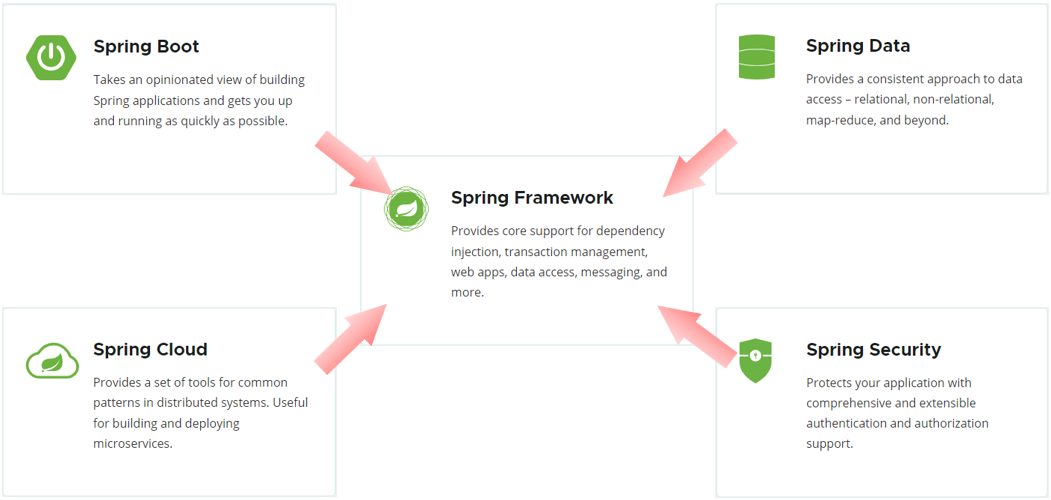 Spring Boot
Takes an opinionated view of building
Spring applications and gets you up
and running as quickly as possible.
Spring Data
Provides a consistent approach to data
access – relational, non-relational,
map-reduce, and beyond.
Spring Framework
Provides core support for dependency
injection, transaction management,
web apps, data access, messaging, and
more.
Spring Cloud
Provides a set of tools for common
patterns in distributed systems. Useful
for building and deploying
microservices.
Spring Security
Protects your application with
comprehensive and extensible
authentication and authorization
support.